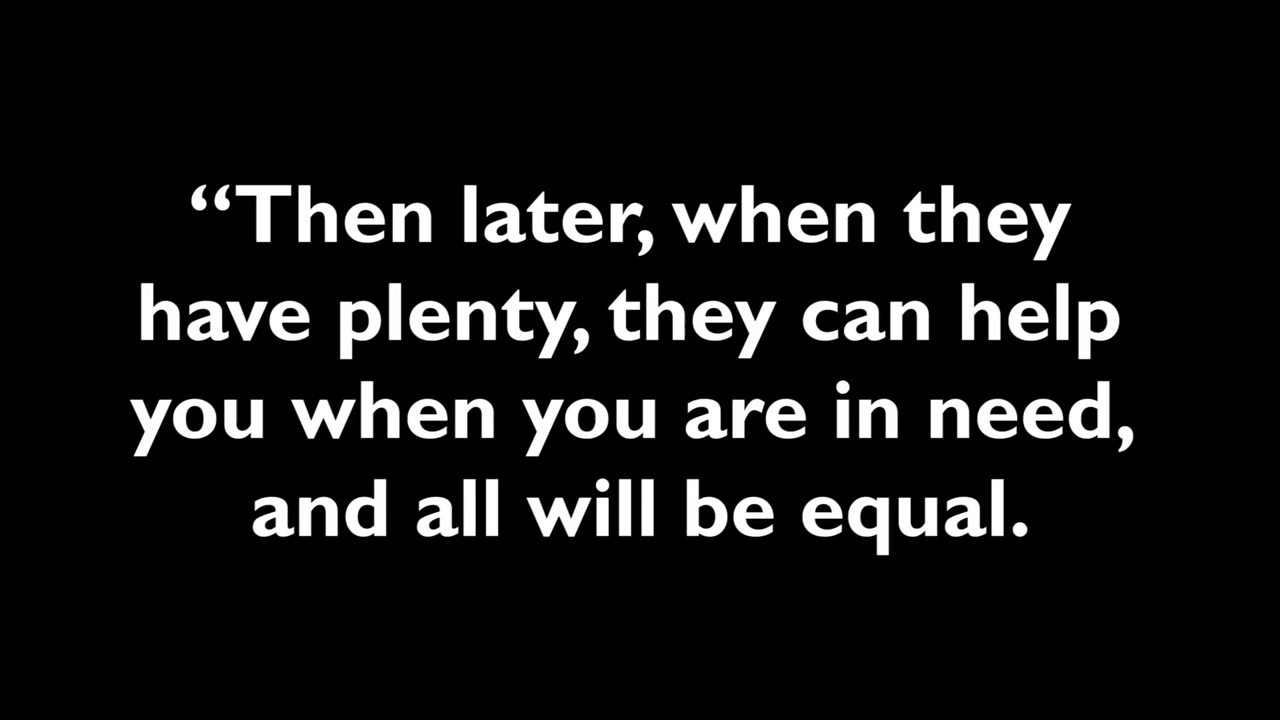 “Then later, when they
have plenty, they can help
you when you are in need,
and all will be equal.